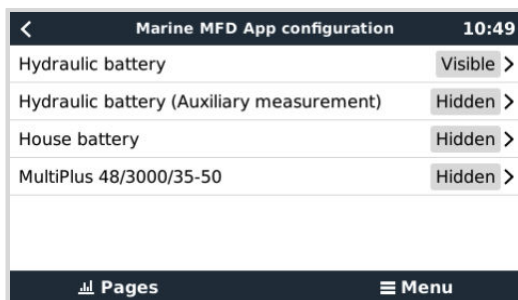 Marine MFD App configuration 10:49
Hydraulic battery Visible
Hydraulic battery (Auxiliary measurement) Hidden
House battery Hidden
MultiPlus 48/3000/35-50 Hidden
Pages Menu